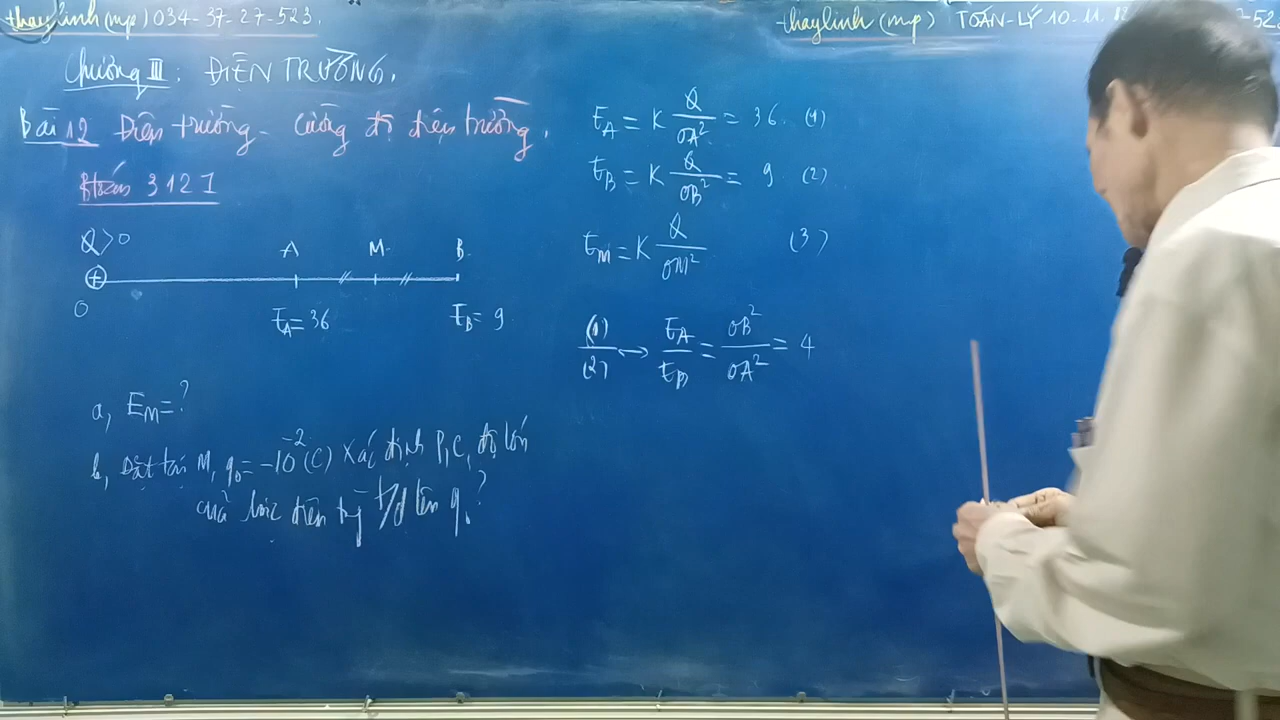 thaylinh (mp) 034-37-27-523.
thaylinh (mp) TOÁN-LÝ 10-11.
Chương III: ĐIỆN TRƯỜNG.
Bài 12 Điện trường - Cường độ điện trường.
3121
Q>0
A M B
O
E_A = 36 E_B = 9
a, E_M = ?
b, Đặt tại M, q₀ = -10⁻² (C) Xác định P, C, độ lớn
của lực điện trg t/d lên q₀?
E_A = K Q/OA² = 36. (1)
E_B = K Q/OB² = 9 (2)
E_M = K Q/OM² (3)
(1)/(2) ↔ E_A/E_B = OB²/OA² = 4